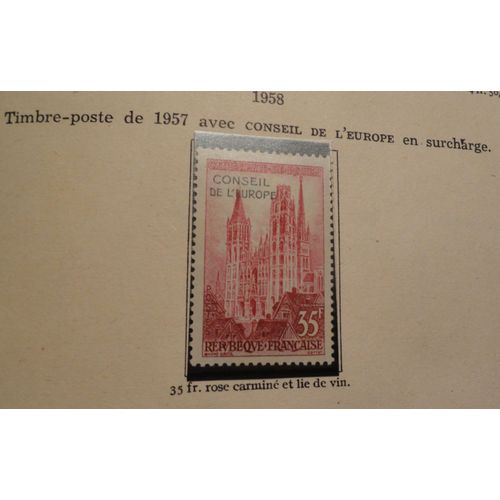 1958
Timbre-poste de 1957 avec CONSEIL DE L'EUROPE en surcharge.
CONSEIL
DE L'EUROPE
35F
REPVBLIQVE·FRANÇAISE
35 fr. rose carminé et lie de vin.